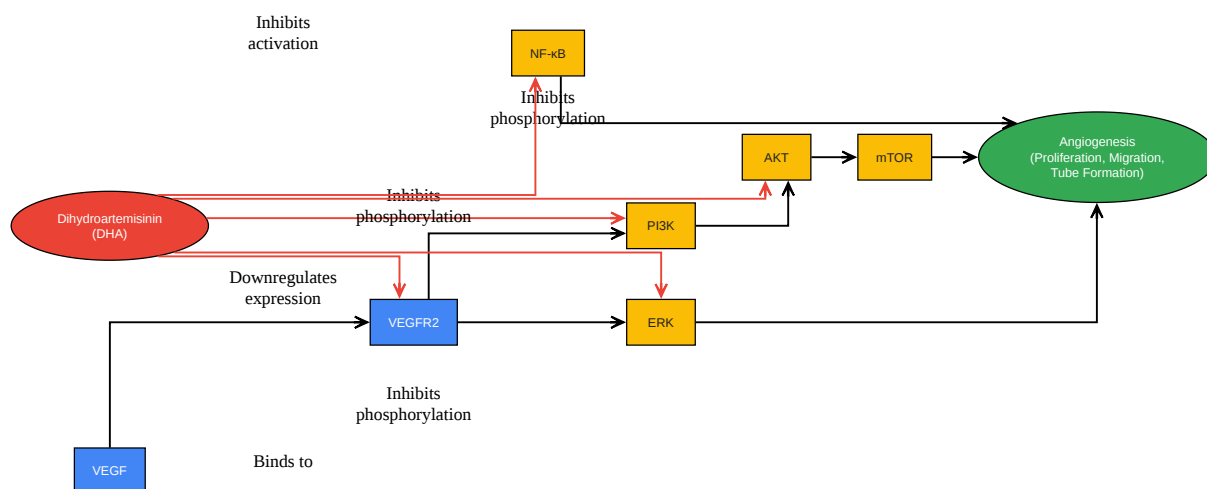 Inhibits
activation
NF-κB
Inhibits
phosphorylation
Angiogenesis
(Proliferation, Migration,
Tube Formation)
AKT
mTOR
Inhibits
phosphorylation
Dihydroartemisinin
(DHA)
PI3K
Downregulates
expression
VEGFR2
ERK
Inhibits
phosphorylation
VEGF
Binds to